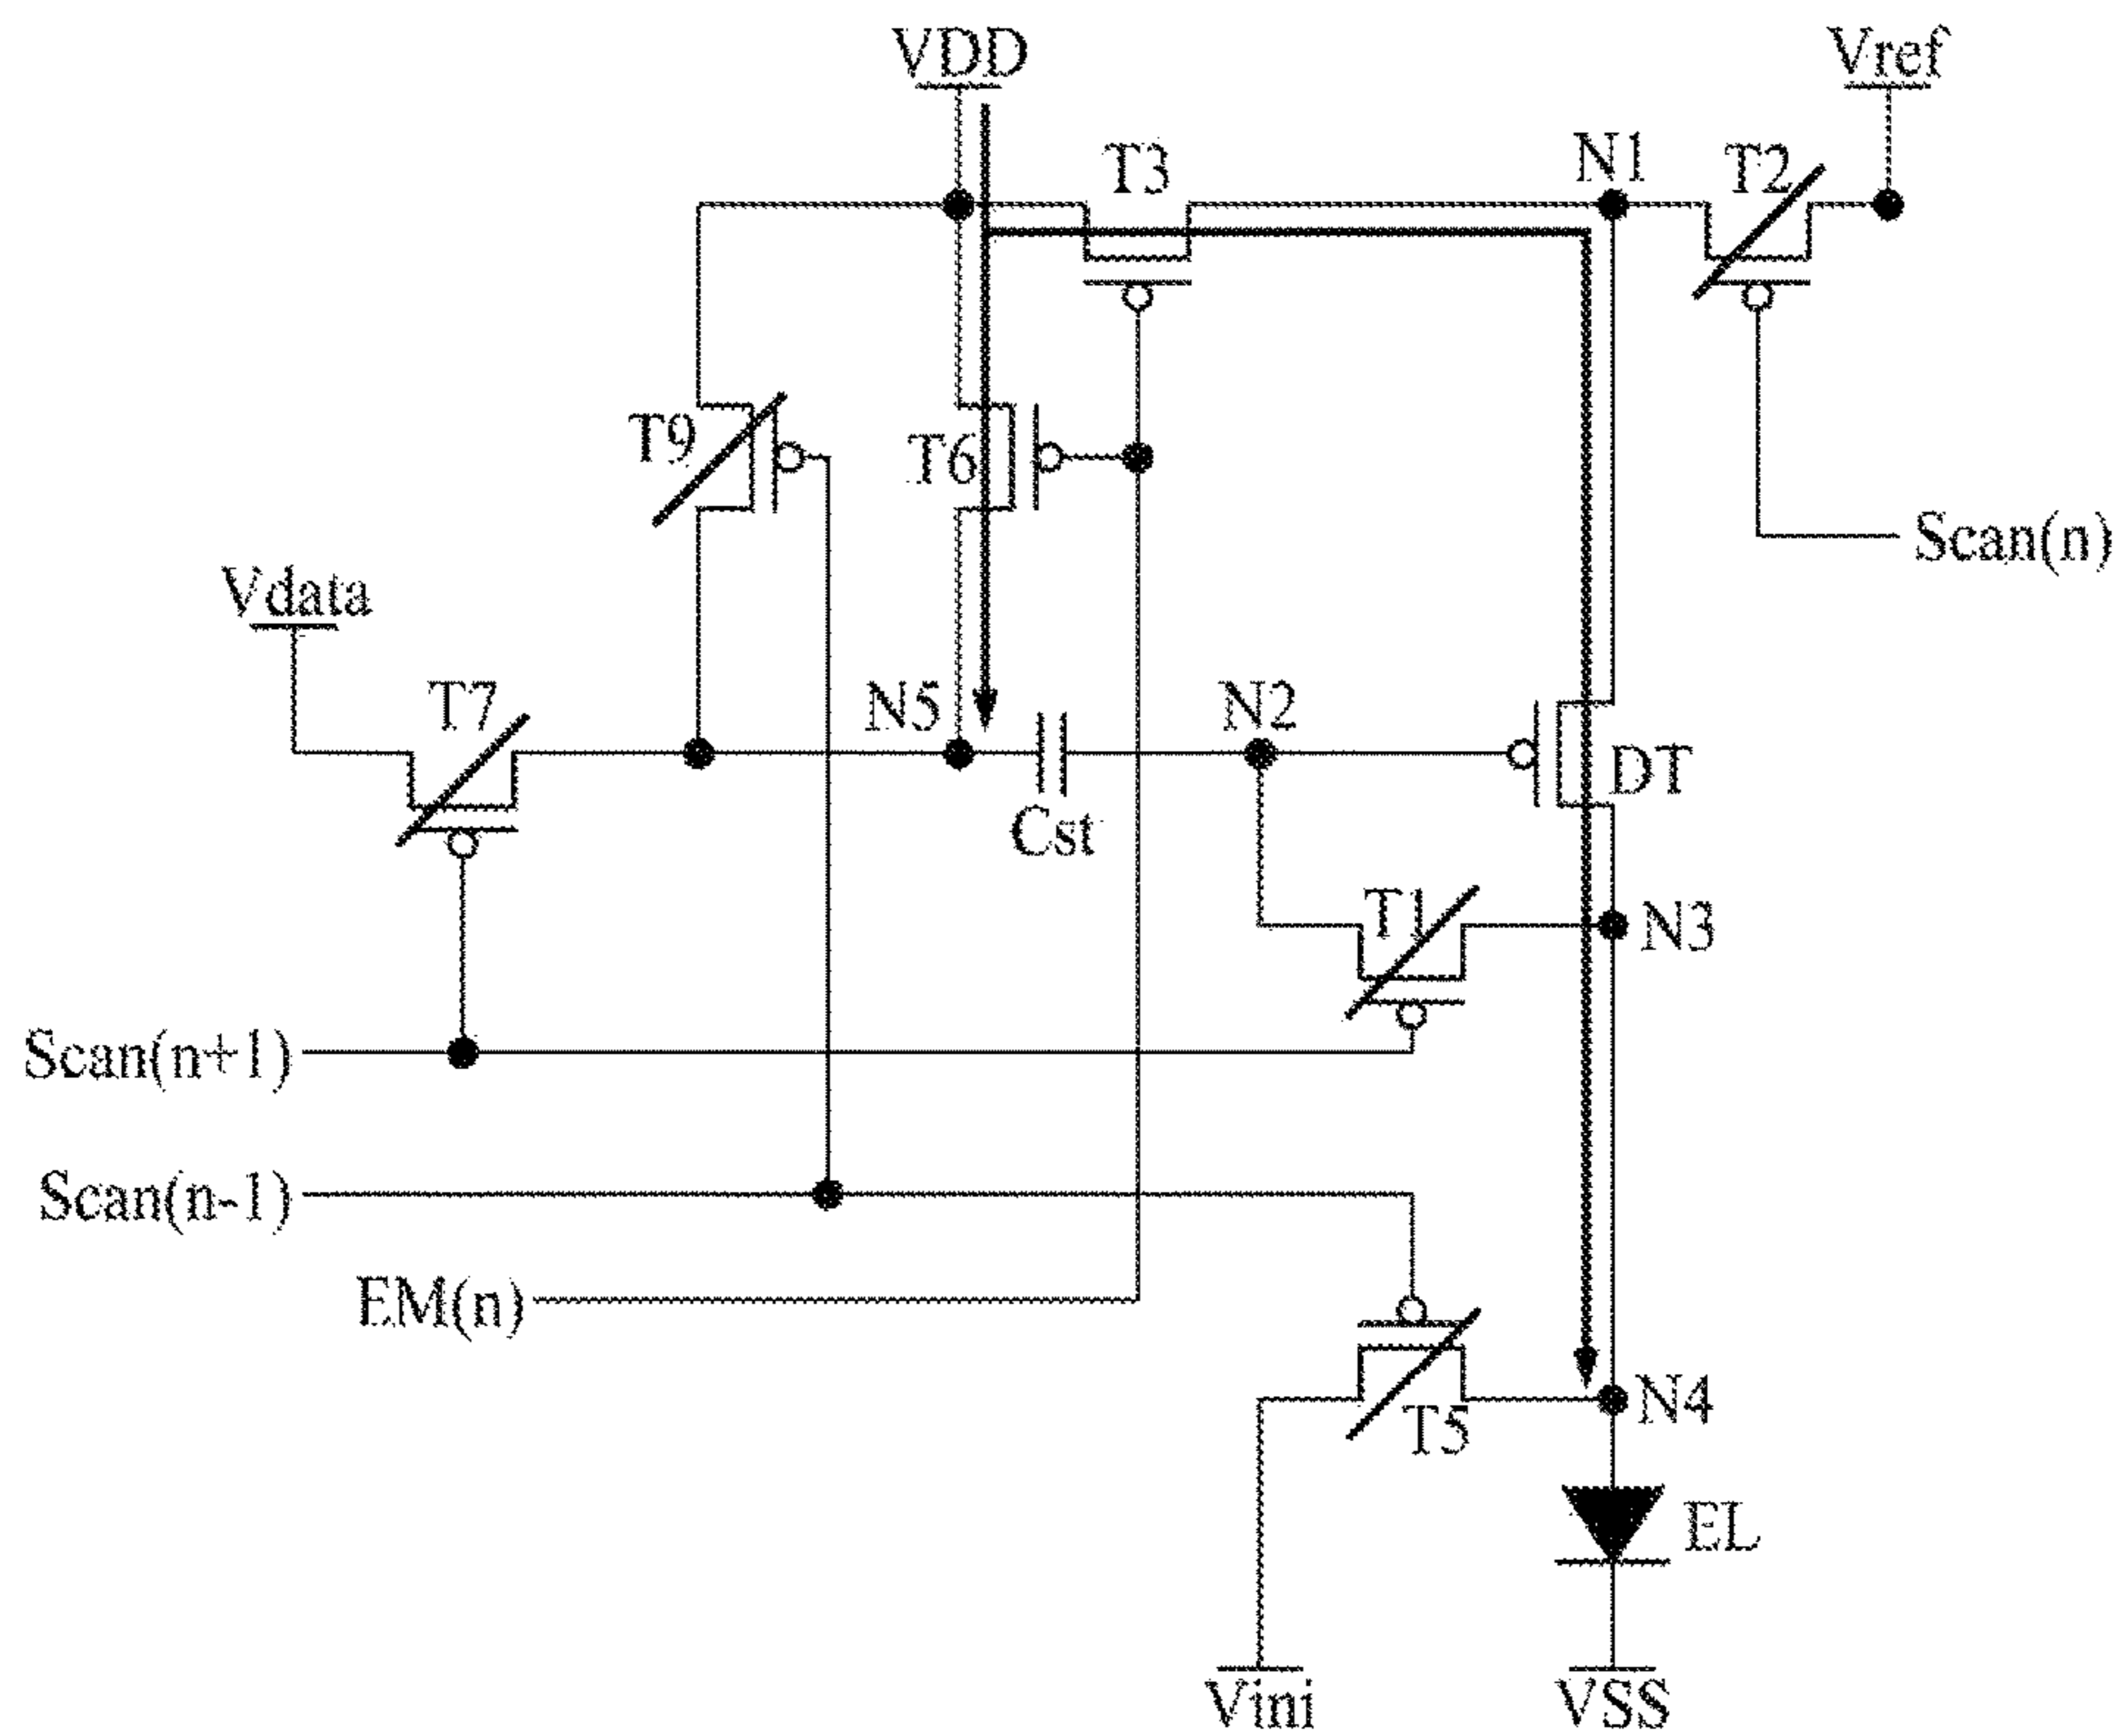 VDD
Vref
T3
N1
T2
T9
T6
Scan(n)
Vdata
T7
N5
N2
DT
Cst
T1
N3
Scan(n+1)
Scan(n-1)
EM(n)
N4
T5
EL
Vini
VSS